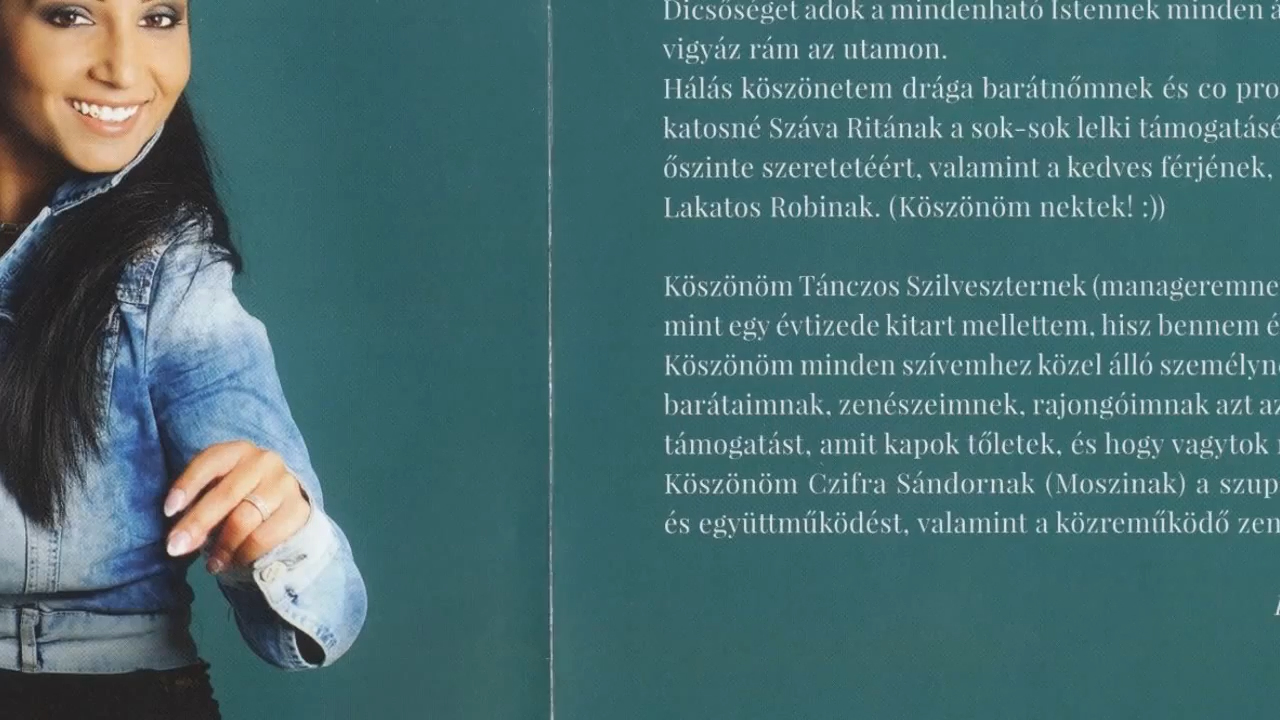 Dicsőséget adok a mindenható Istennek minden
vigyáz rám az utamon.
Hálás köszönetem drága barátnőmnek és co pro
katosné Száva Ritának a sok-sok lelki támogatásé
őszinte szeretetéért, valamint a kedves férjének,
Lakatos Robinak. (Köszönöm nektek! :))
Köszönöm Tánczos Szilveszternek (manageremne
mint egy évtizede kitart mellettem, hisz bennem é
Köszönöm minden szívemhez közel álló személyne
barátaimnak, zenészeimnek, rajongóimnak azt az
támogatást, amit kapok tőletek, és hogy vagytok
Köszönöm Czifra Sándornak (Moszinak) a szup
és együttműködést, valamint a közreműködő zen